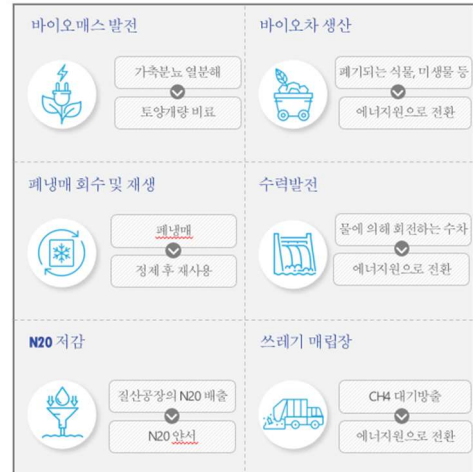 바이오매스 발전
가축분뇨 열분해
토양개량 비료
바이오차 생산
폐기되는 식물, 미생물 등
에너지원으로 전환
폐냉매 회수 및 재생
폐냉매
정제 후 재사용
수력발전
물에 의해 회전하는 수차
에너지원으로 전환
N20 저감
질산공장의 N20 배출
N20 얀서
쓰레기 매립장
CH4 대기방출
에너지원으로 전환